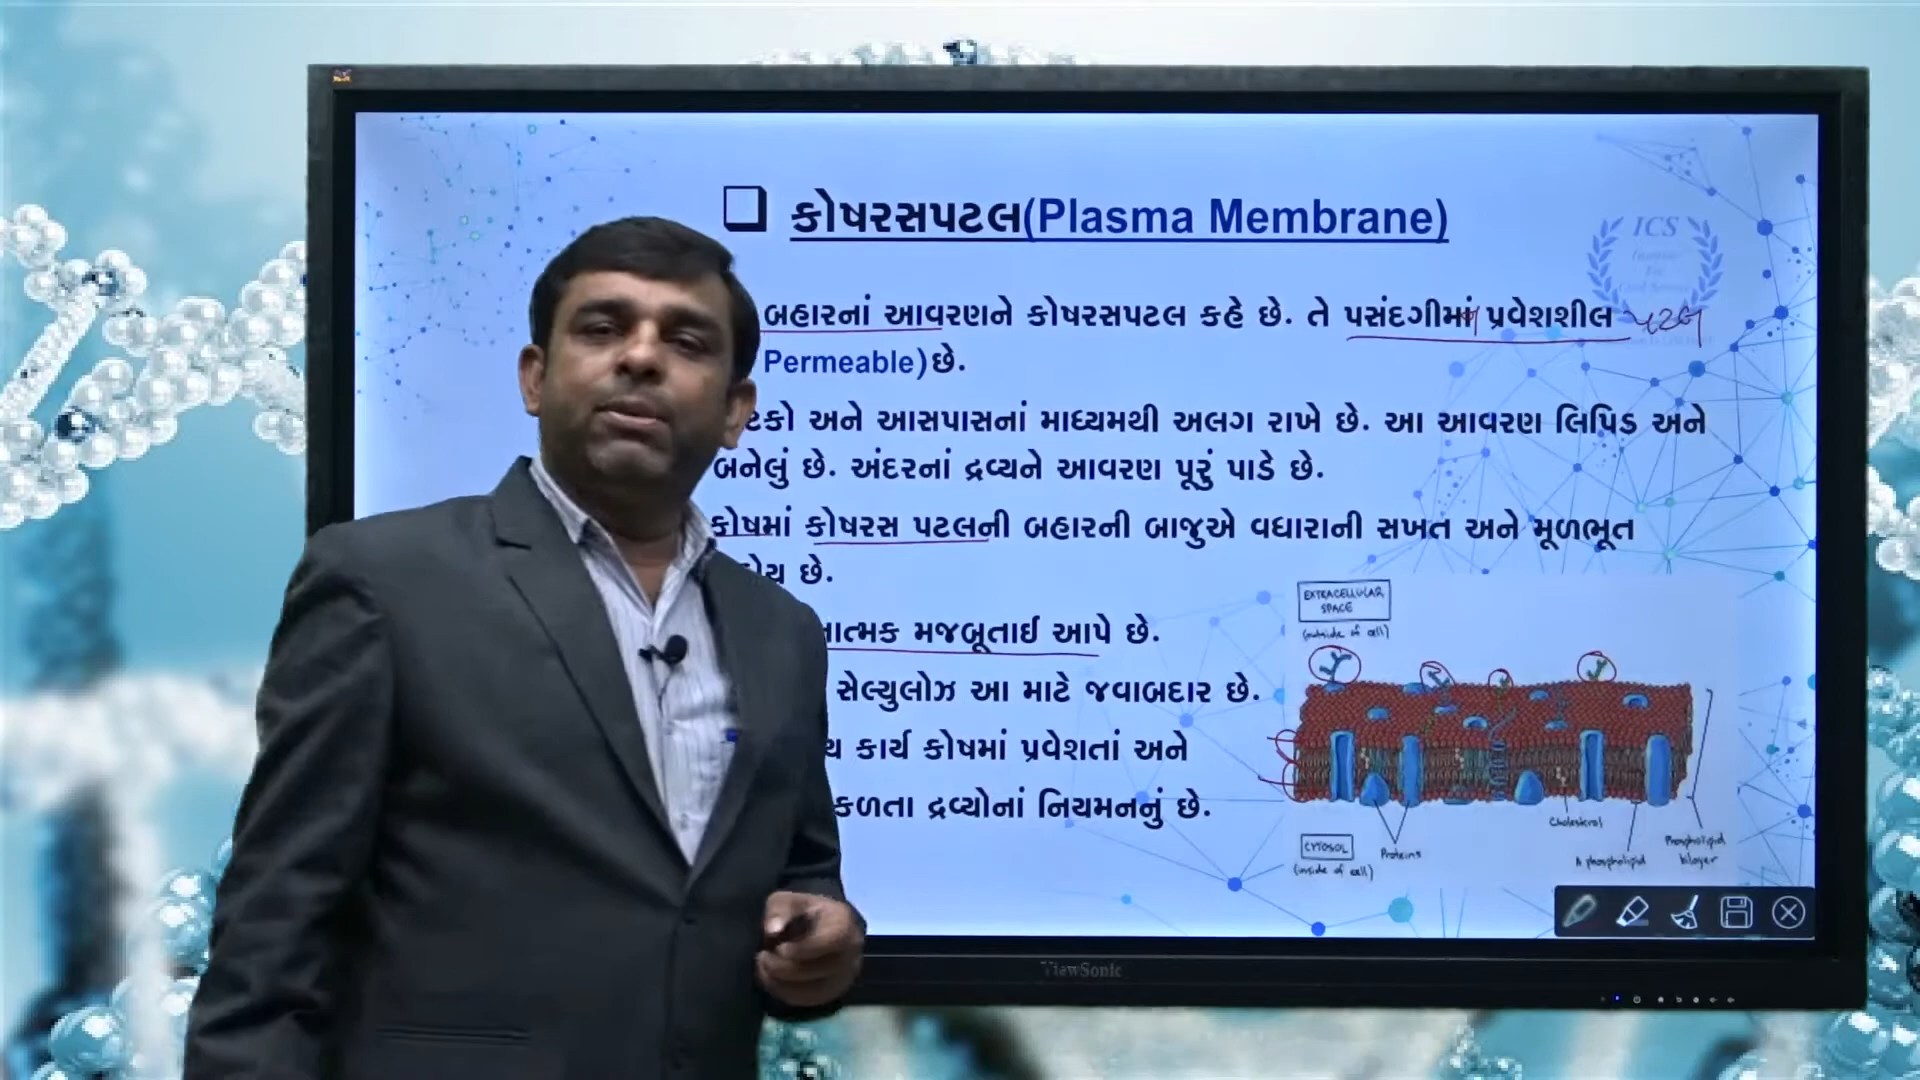 કોષરસપટલ(Plasma Membrane)
ICS
બહારનાં આવરણને કોષરસપટલ કહે છે. તે પસંદગીમાં પ્રવેશશીલ પટલ
Permeable) છે.
ટકો અને આસપાસનાં માધ્યમથી અલગ રાખે છે. આ આવરણ લિપિડ અને
બનેલું છે. અંદરનાં દ્રવ્યને આવરણ પૂરું પાડે છે.
કોષમાં કોષરસ પટલની બહારની બાજુએ વધારાની સખત અને મૂળભૂત
હોય છે.
ાત્મક મજબૂતાઈ આપે છે.
સેલ્યુલોઝ આ માટે જવાબદાર છે.
ય કાર્ય કોષમાં પ્રવેશતાં અને
કળતા દ્રવ્યોનાં નિયમનનું છે.
EXTRACELLULAR
SPACE
(outside of cell)
Cholesterol
CYTOSOL
(inside of cell)
Proteins
A phospholipid
Phospholipid
bilayer
ViewSonic